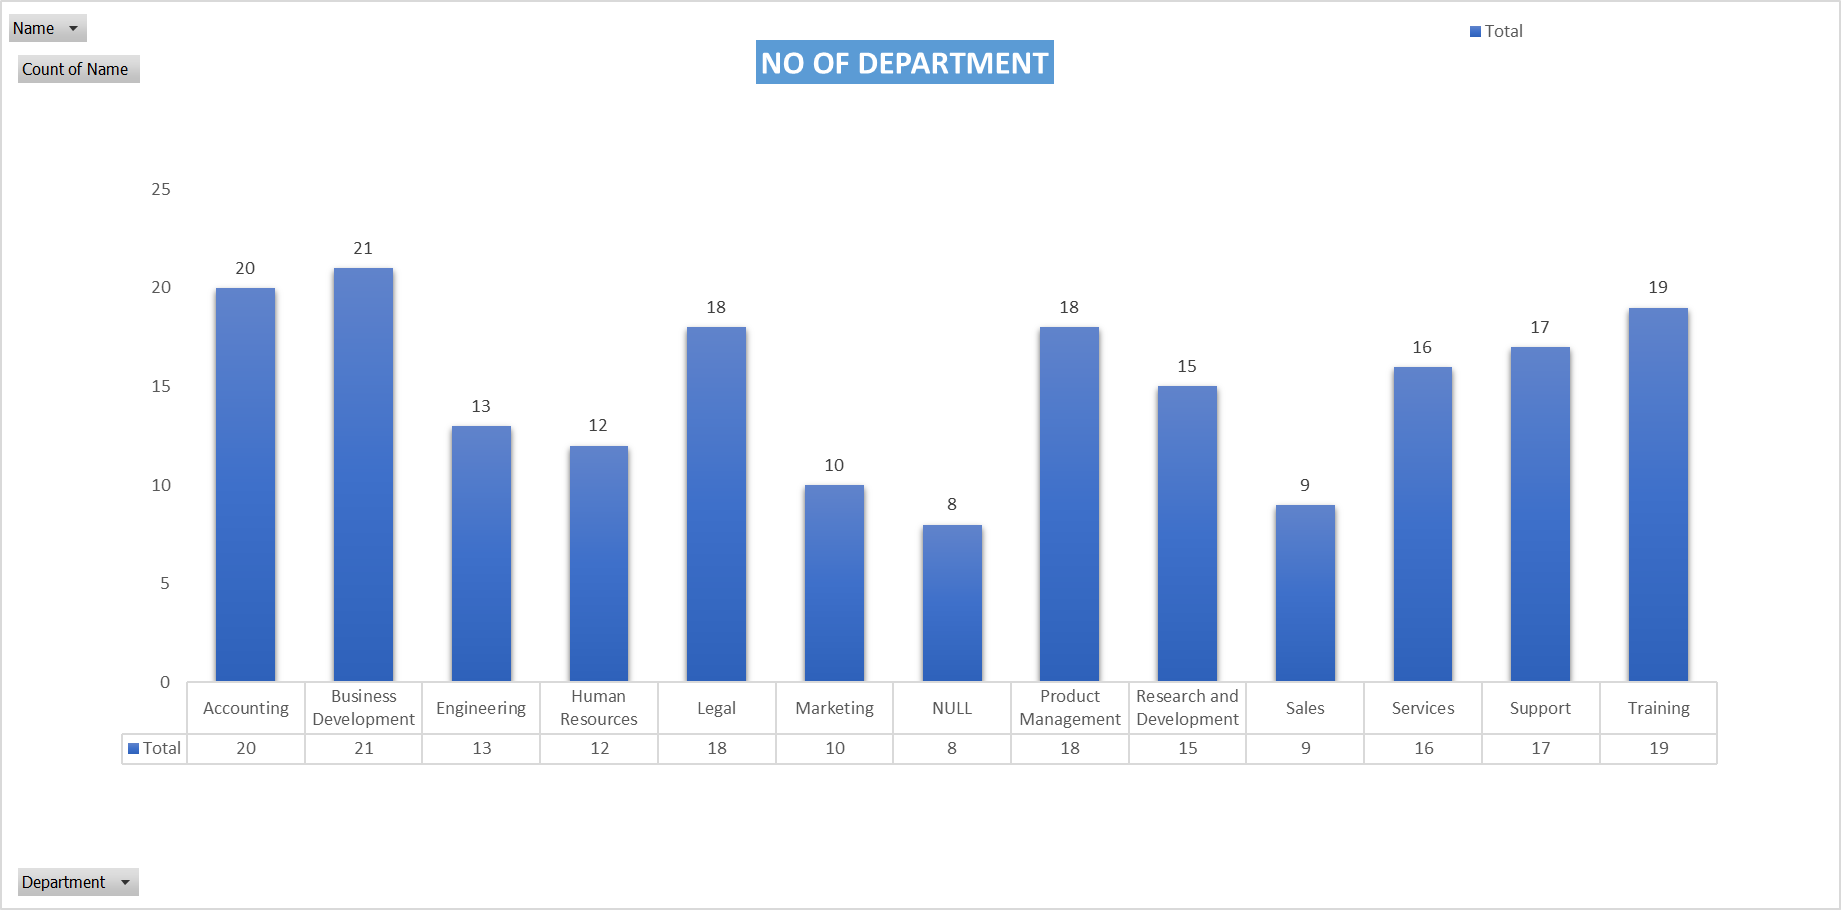 Name
Total
NO OF DEPARTMENT
Count of Name
25
20
15
10
5
0
20
21
13
12
18
10
8
18
15
9
16
17
19
Accounting
Business
Development
Engineering
Human
Resources
Legal
Marketing
NULL
Product
Management
Research and
Development
Sales
Services
Support
Training
Total 20 21 13 12 18 10 8 18 15 9 16 17 19
Department